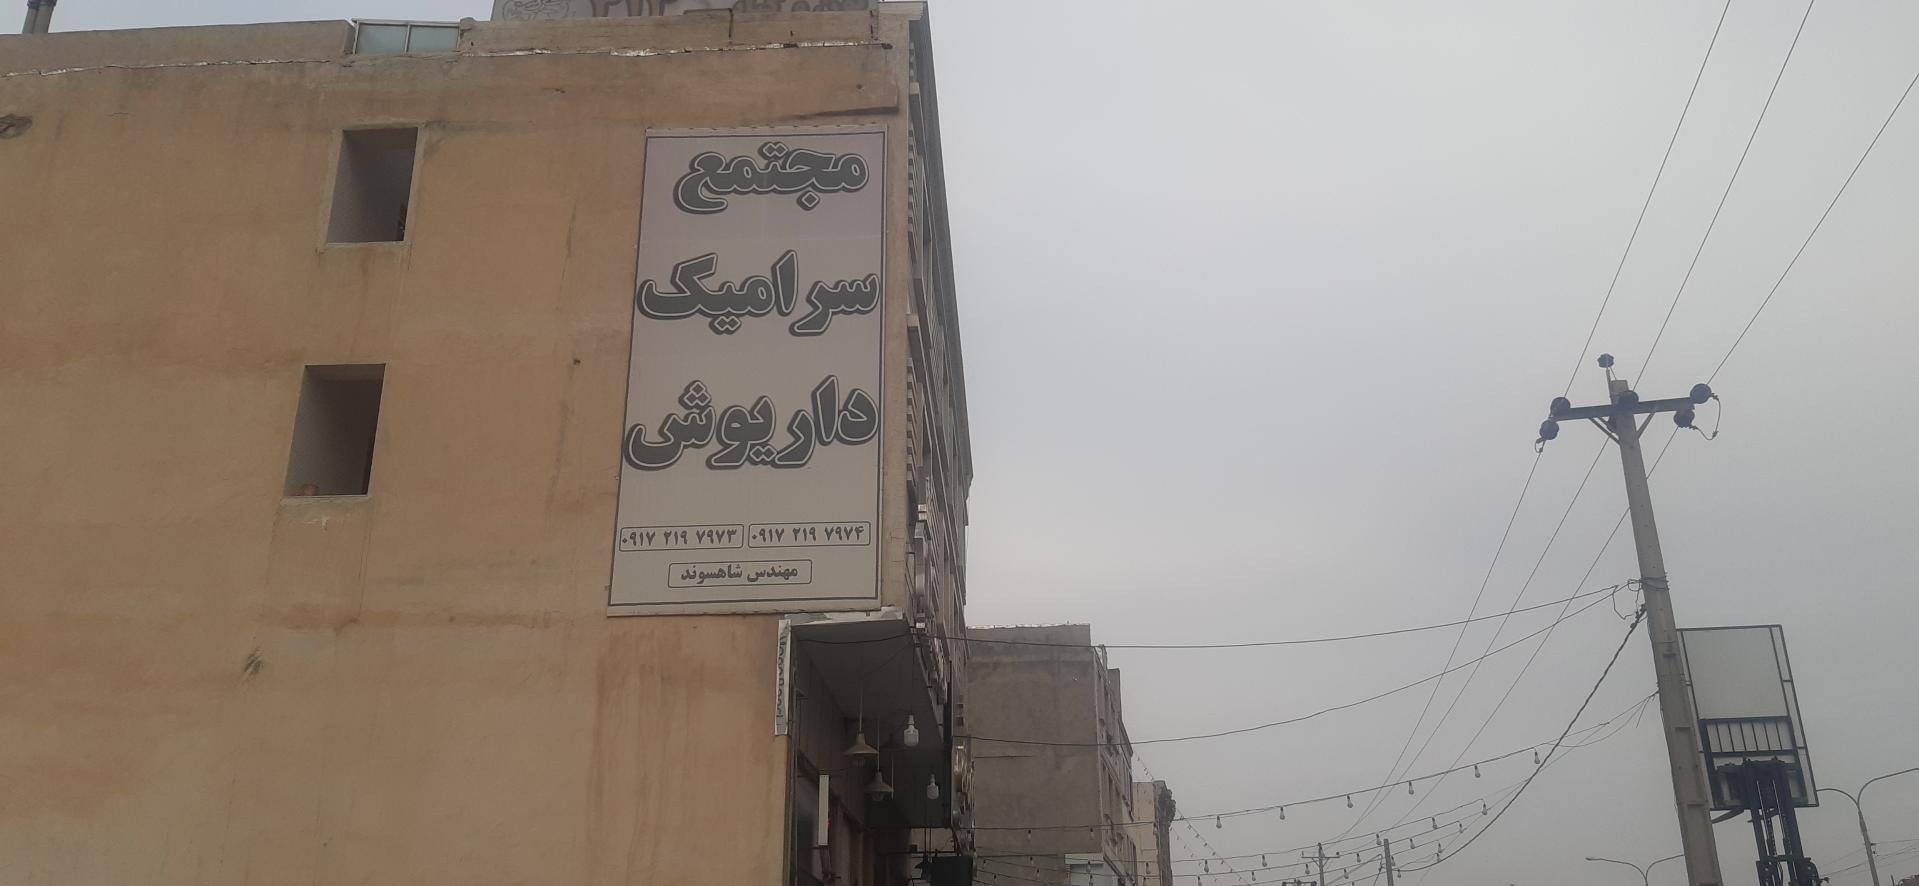 مجتمع
سرامیک
داریوش
۰۹۱۷ ۲۱۹ ۷۹۷۳ ۰۹۱۷ ۲۱۹ ۷۹۷۴
مهندس شاهسوند